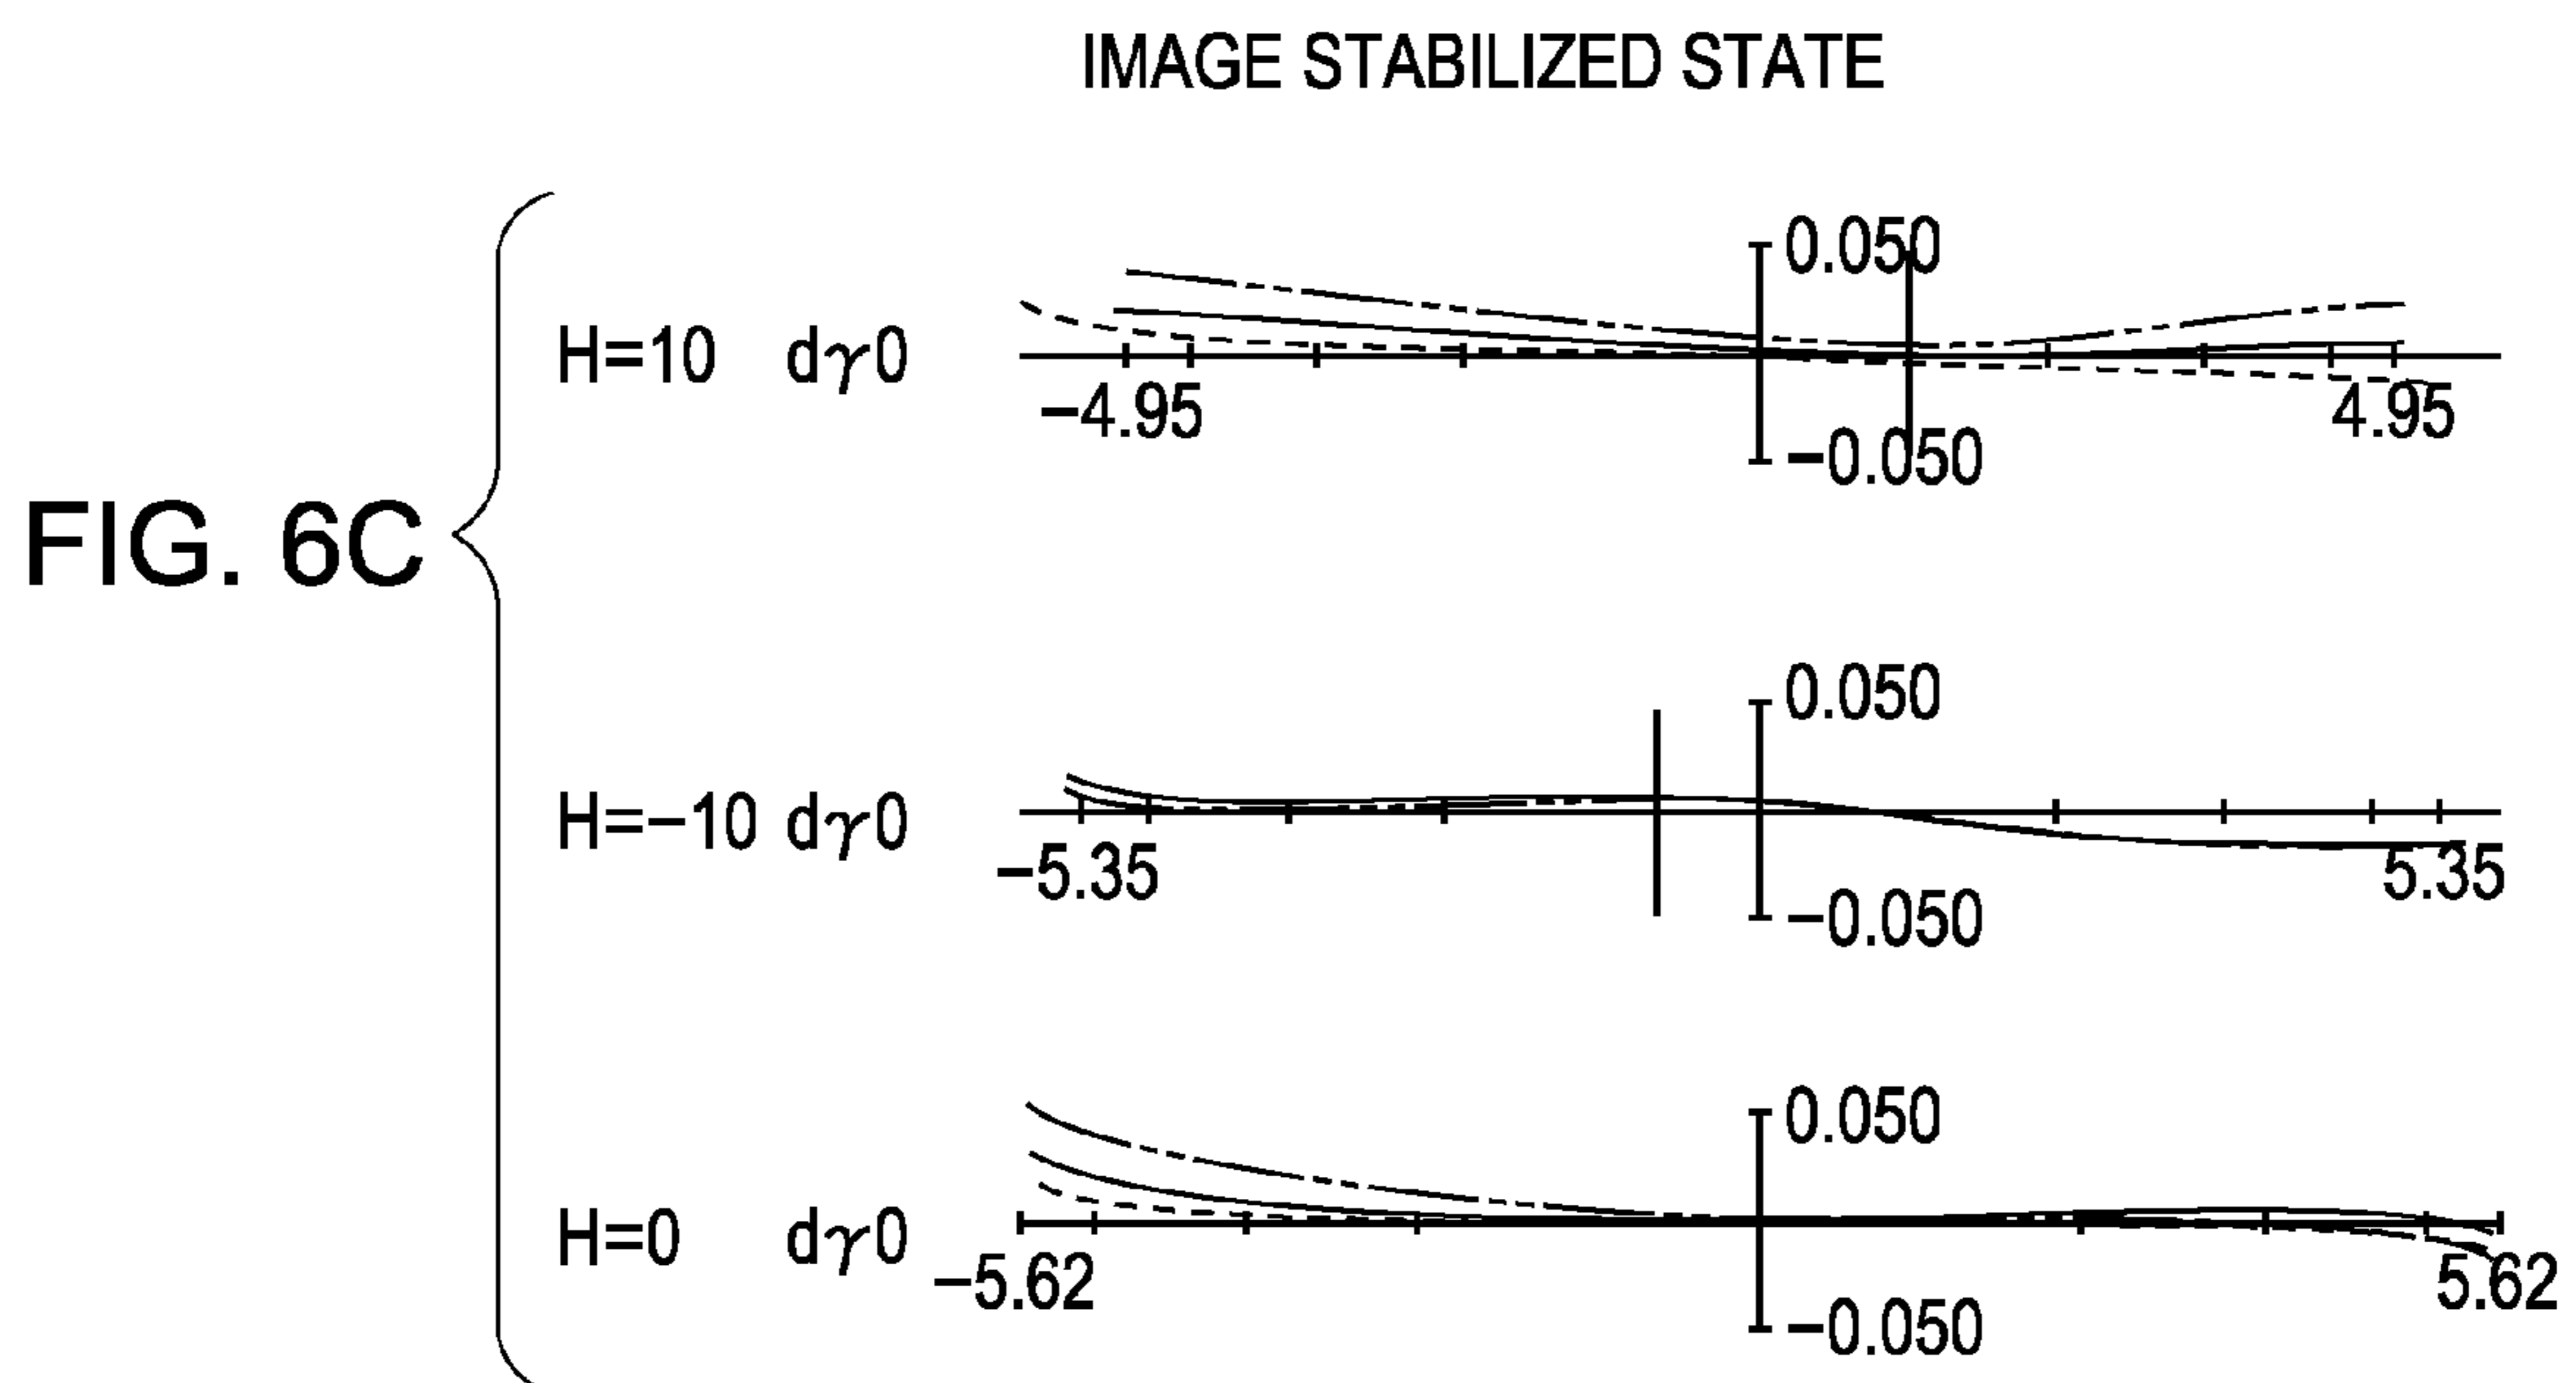 IMAGE STABILIZED STATE
FIG. 6C
H=10 dγ0
0.050
−0.050
−4.95
4.95
H=−10 dγ0
0.050
−0.050
−5.35
5.35
H=0 dγ0
0.050
−0.050
−5.62
5.62